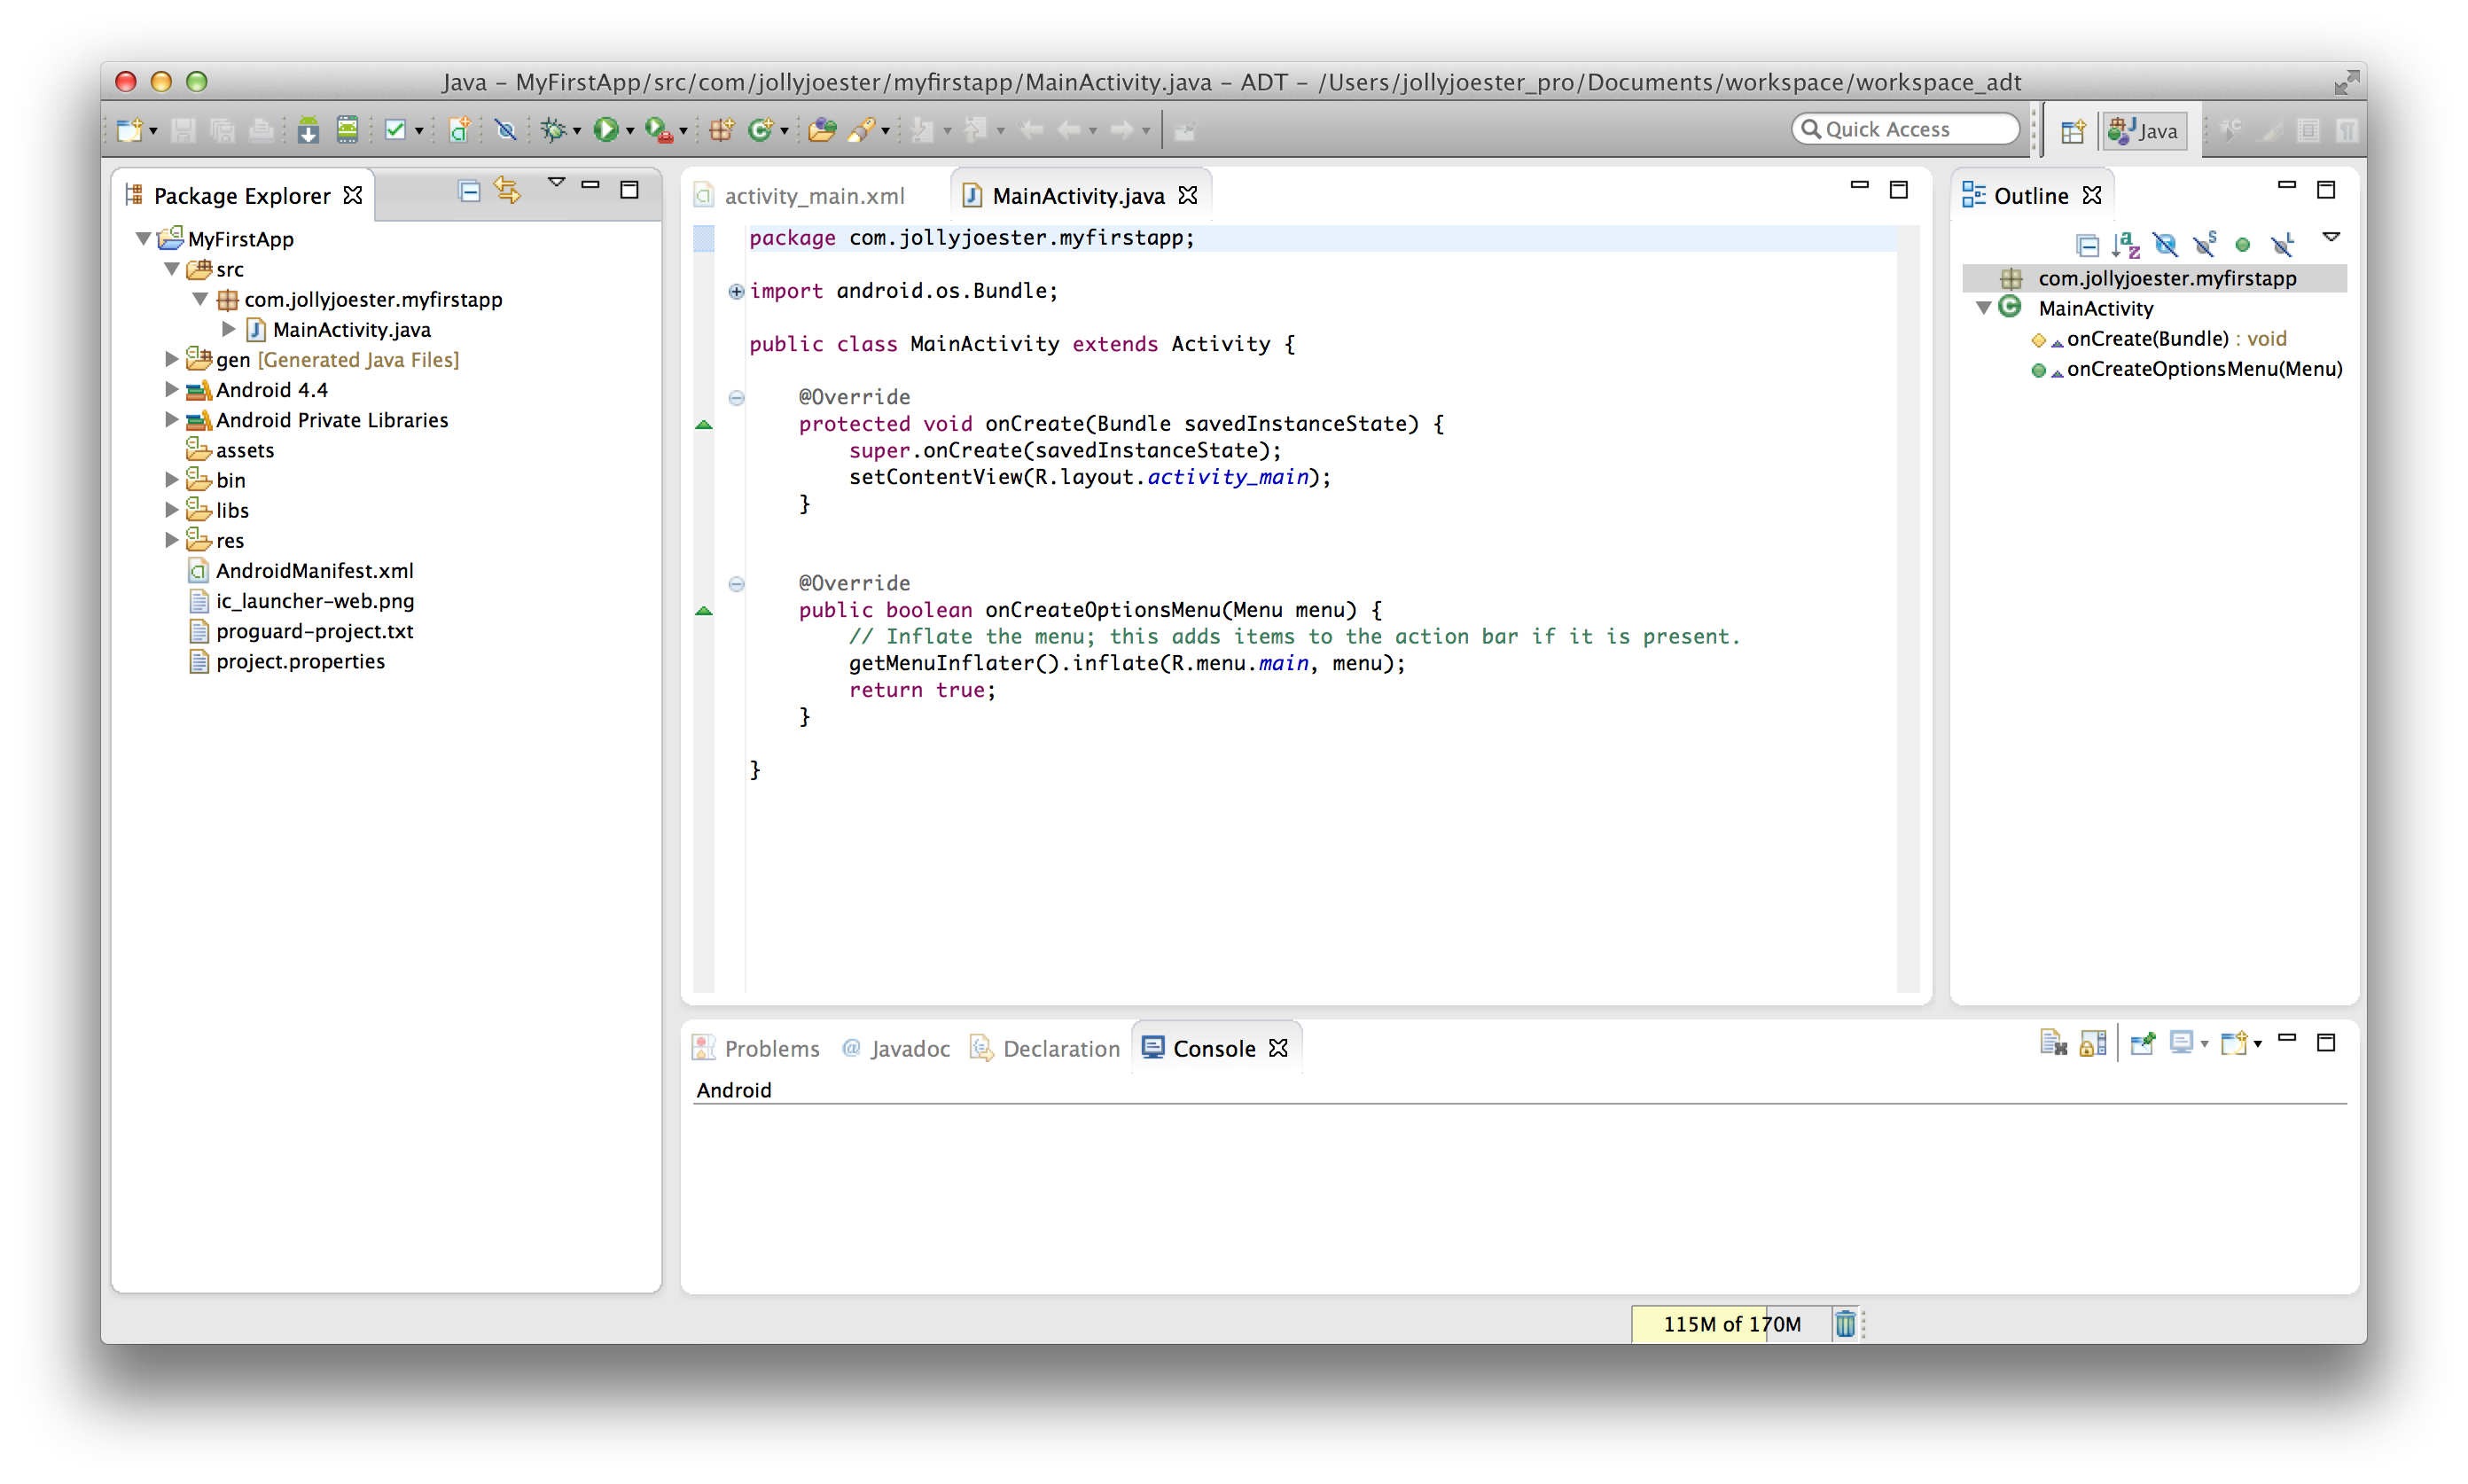 Java – MyFirstApp/src/com/jollyjoester/myfirstapp/MainActivity.java – ADT – /Users/jollyjoester_pro/Documents/workspace/workspace_adt
Quick Access
Java
Package Explorer
MyFirstApp
src
com.jollyjoester.myfirstapp
MainActivity.java
gen [Generated Java Files]
Android 4.4
Android Private Libraries
assets
bin
libs
res
AndroidManifest.xml
ic_launcher-web.png
proguard-project.txt
project.properties
activity_main.xml
MainActivity.java
package com.jollyjoester.myfirstapp;
import android.os.Bundle;
public class MainActivity extends Activity {
@Override
protected void onCreate(Bundle savedInstanceState) {
super.onCreate(savedInstanceState);
setContentView(R.layout.activity_main);
}
@Override
public boolean onCreateOptionsMenu(Menu menu) {
// Inflate the menu; this adds items to the action bar if it is present.
getMenuInflater().inflate(R.menu.main, menu);
return true;
}
}
Outline
com.jollyjoester.myfirstapp
MainActivity
onCreate(Bundle) : void
onCreateOptionsMenu(Menu)
Problems
@ Javadoc
Declaration
Console
Android
115M of 170M